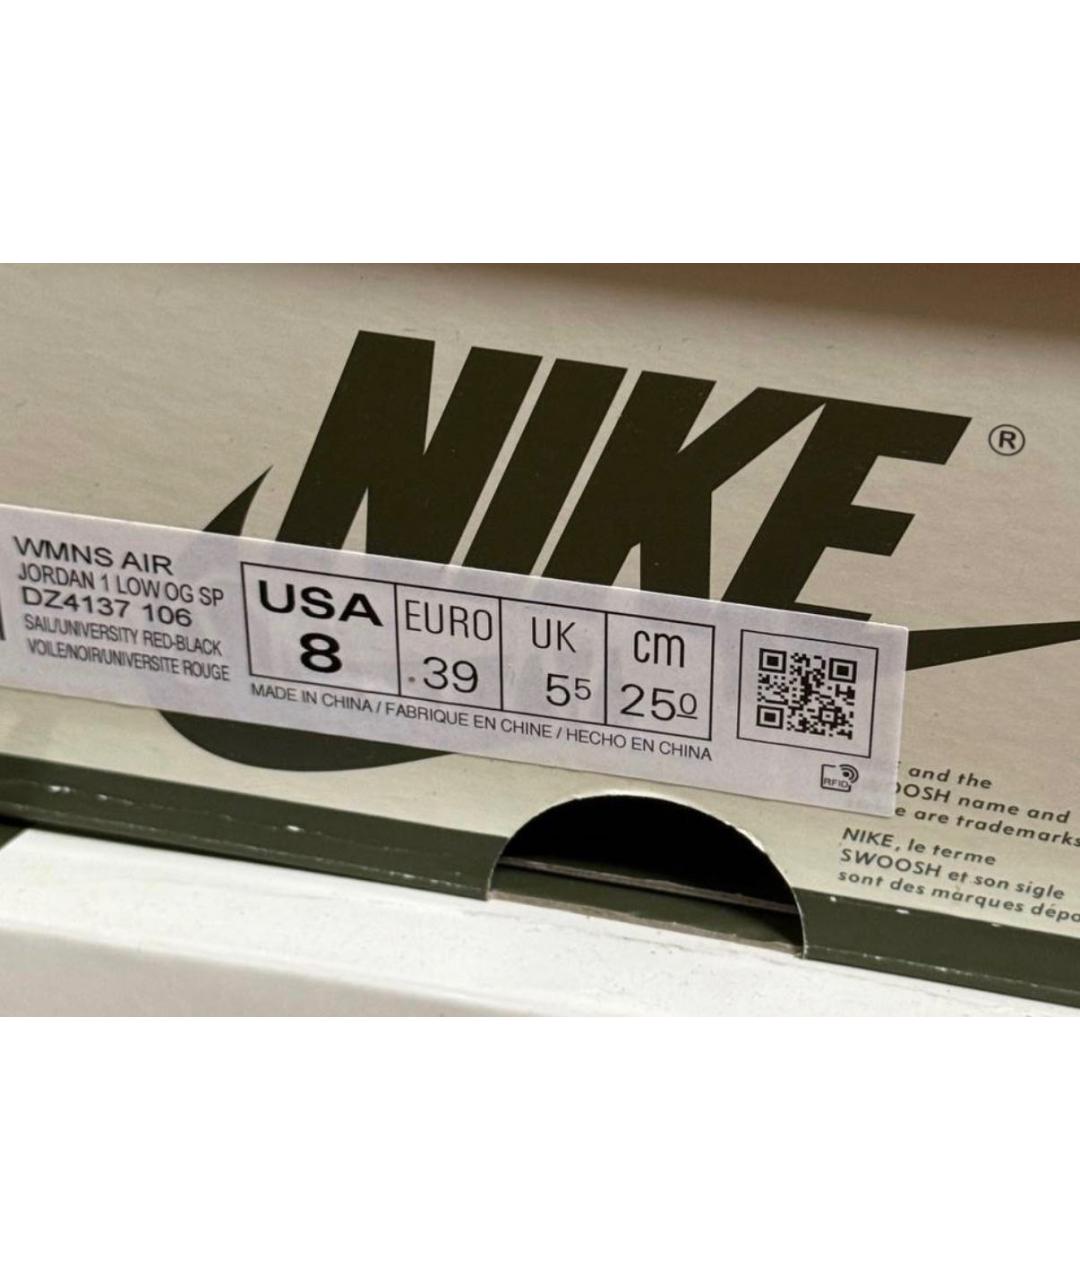 NIKE ®
WMNS AIR
JORDAN 1 LOW OG SP
DZ4137 106
SAIL/UNIVERSITY RED-BLACK
VOILE/NOIR/UNIVERSITE ROUGE
USA EURO UK CM
8 .39 5⁵ 25⁰
MADE IN CHINA / FABRIQUE EN CHINE / HECHO EN CHINA
RFID
and the
OOSH name and
e are trademarks
NIKE, le terme
SWOOSH et son sigle
sont des marques dépo